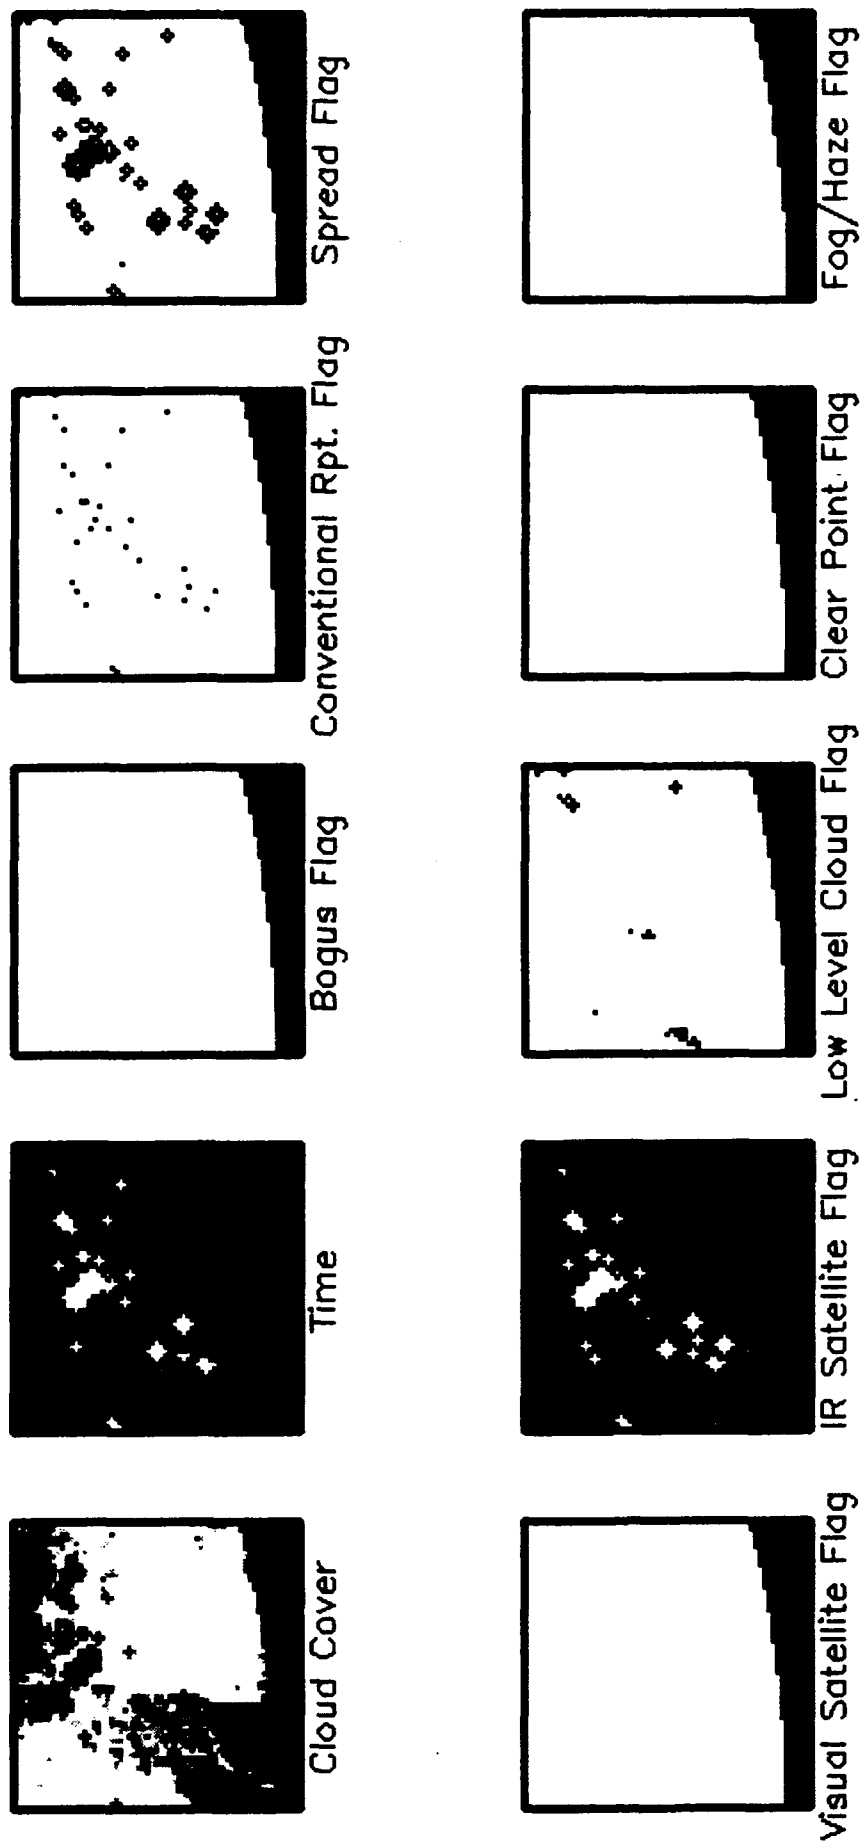 Cloud Cover
Time
Bogus Flag
Conventional Rpt. Flag
Spread Flag
Visual Satellite Flag
IR Satellite Flag
Low Level Cloud Flag
Clear Point Flag
Fog/Haze Flag